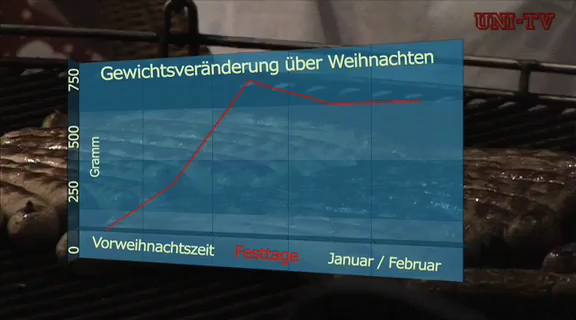 UNI-TV
Gewichtsveränderung über Weihnachten
750
500
250
0
Gramm
Vorweihnachtszeit
Festtage
Januar / Februar